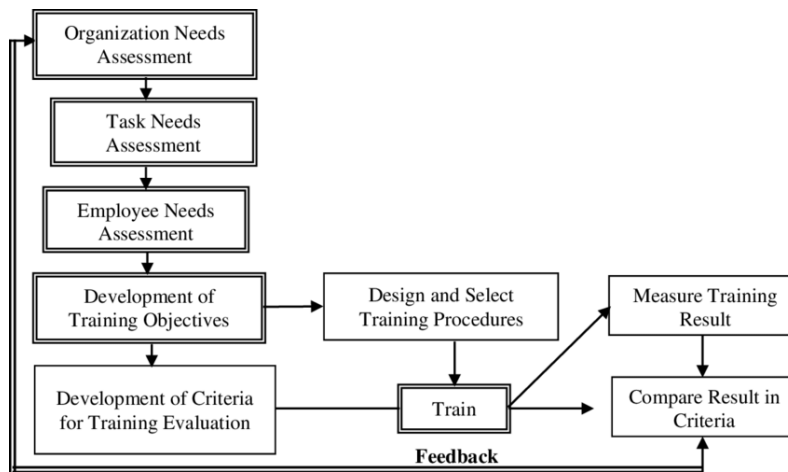 Organization Needs
Assessment
Task Needs
Assessment
Employee Needs
Assessment
Development of
Training Objectives
Design and Select
Training Procedures
Measure Training
Result
Development of Criteria
for Training Evaluation
Train
Compare Result in
Criteria
Feedback